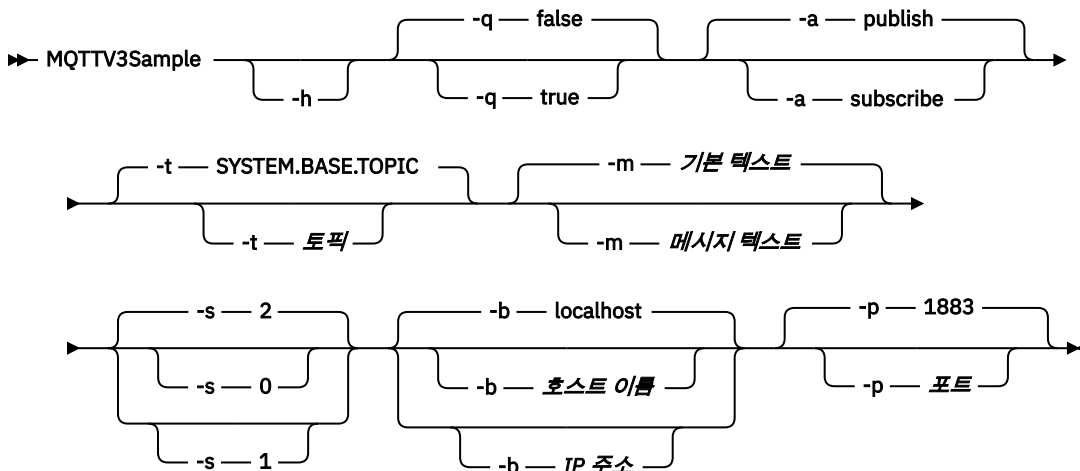 -q false
-a publish
MQTTV3Sample
-h
-q true
-a subscribe
-t SYSTEM.BASE.TOPIC
-m 기본 텍스트
-t 토픽
-m 메시지 텍스트
-s 2
-b localhost
-p 1883
-s 0
-b 호스트 이름
-p 포트
-s 1
-b IP 주소